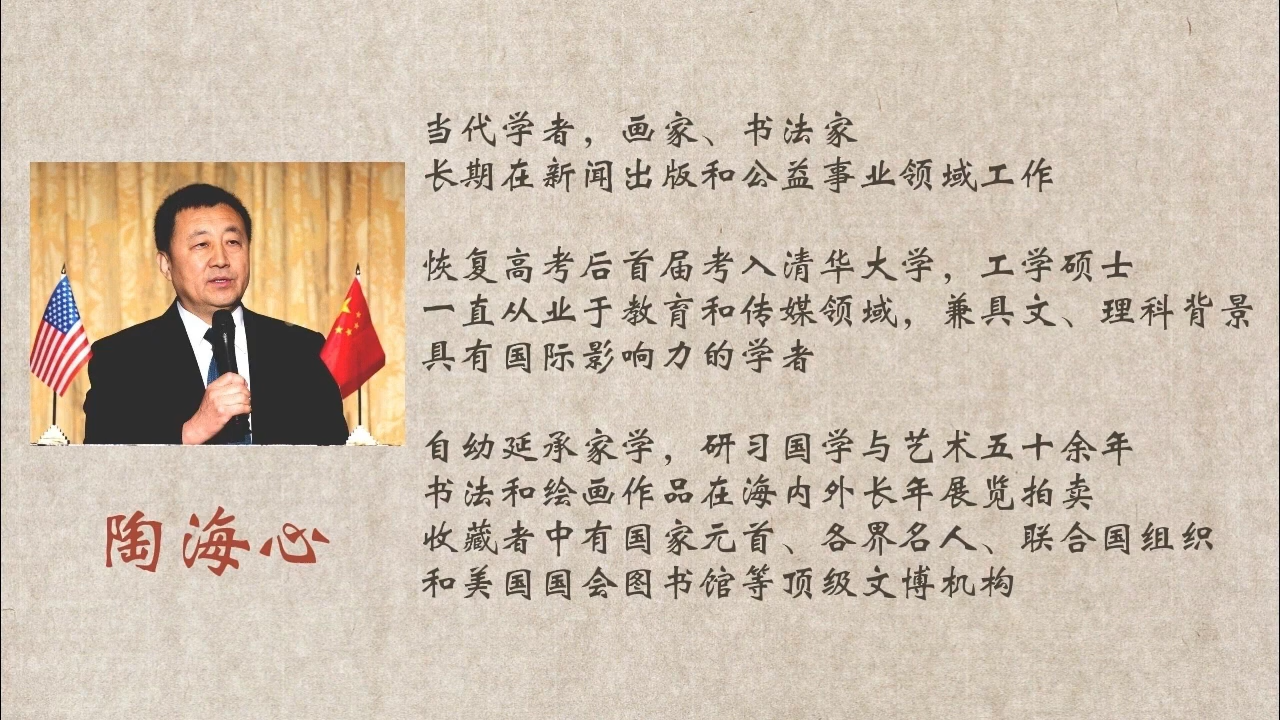 当代学者，画家、书法家
长期在新闻出版和公益事业领域工作
恢复高考后首届考入清华大学，工学硕士
一直从业于教育和传媒领域，兼具文、理科背景
具有国际影响力的学者
自幼延承家学，研习国学与艺术五十余年
书法和绘画作品在海内外长年展览拍卖
收藏者中有国家元首、各界名人、联合国组织
和美国国会图书馆等顶级文博机构
陶海心